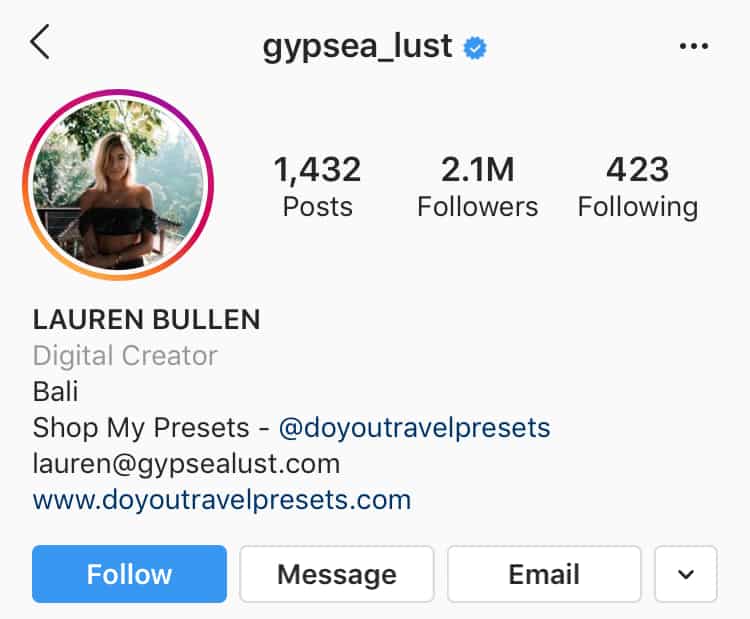 gypsea_lust
1,432 2.1M 423
Posts Followers Following
LAUREN BULLEN
Digital Creator
Bali
Shop My Presets - @doyoutravelpresets
lauren@gypsealust.com
www.doyoutravelpresets.com
Follow Message Email